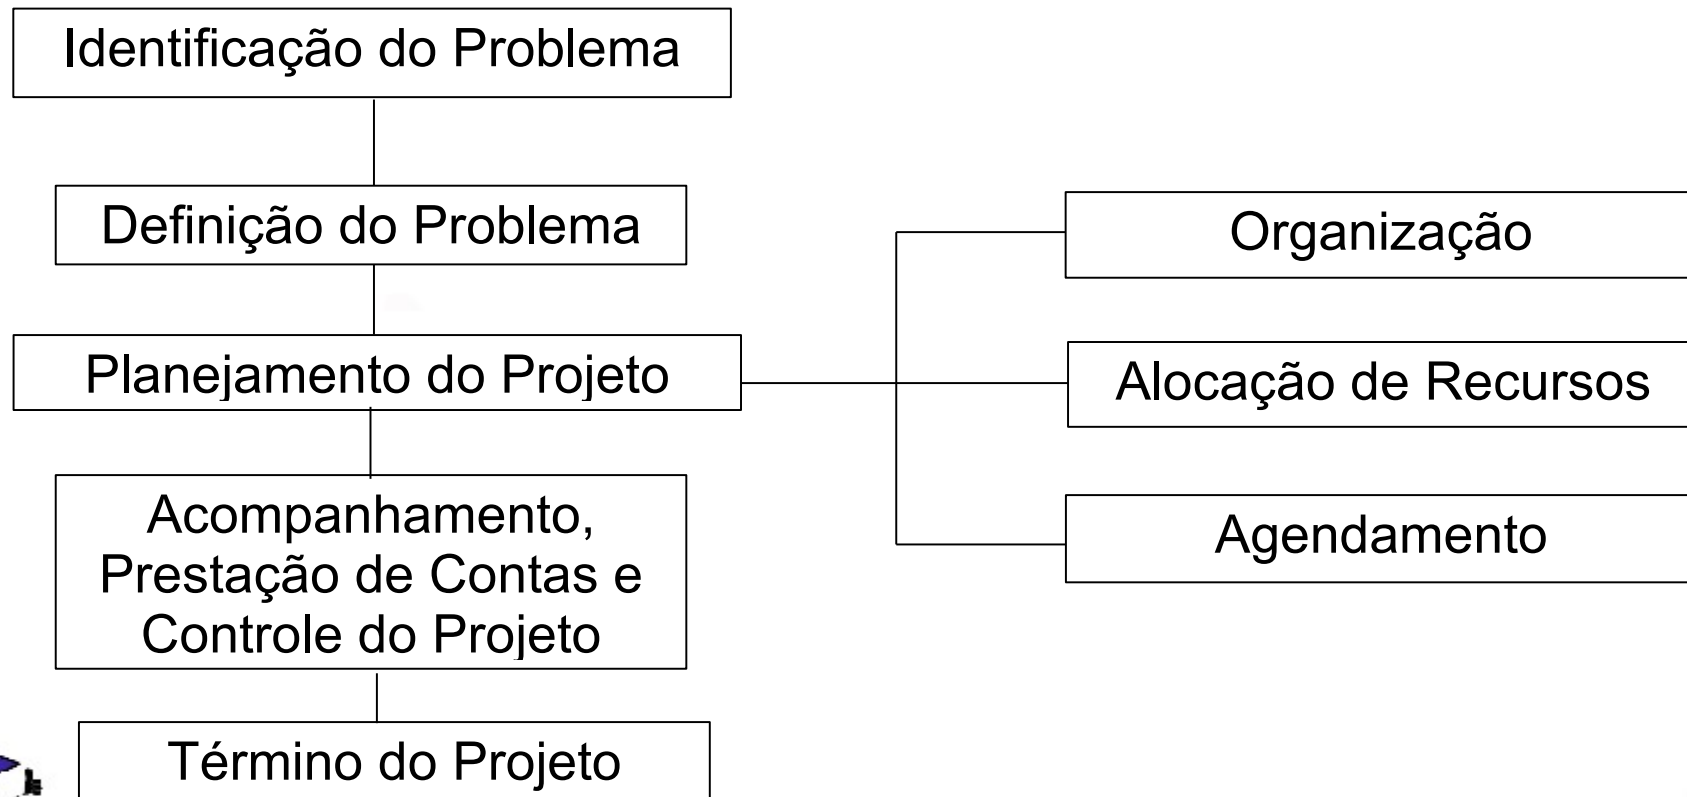 Identificação do Problema
Definição do Problema
Planejamento do Projeto
Acompanhamento,
Prestação de Contas e
Controle do Projeto
Término do Projeto
Organização
Alocação de Recursos
Agendamento